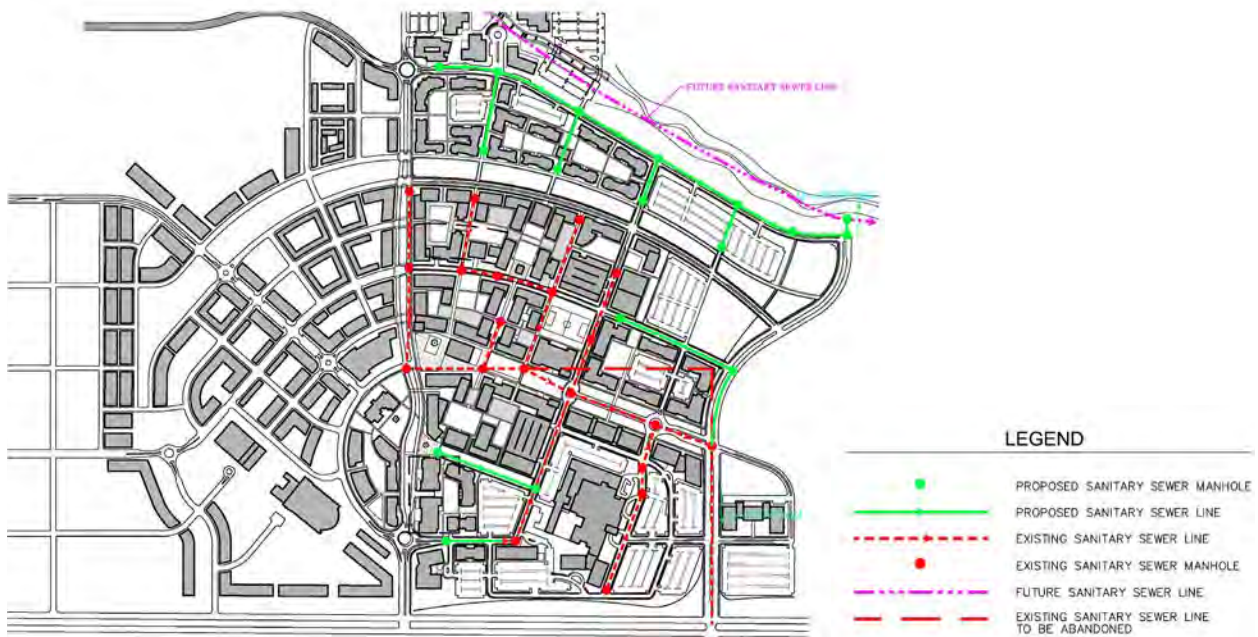 FUTURE SANITARY SEWER LINE
LEGEND
PROPOSED SANITARY SEWER MANHOLE
PROPOSED SANITARY SEWER LINE
EXISTING SANITARY SEWER LINE
EXISTING SANITARY SEWER MANHOLE
FUTURE SANITARY SEWER LINE
EXISTING SANITARY SEWER LINE
TO BE ABANDONED